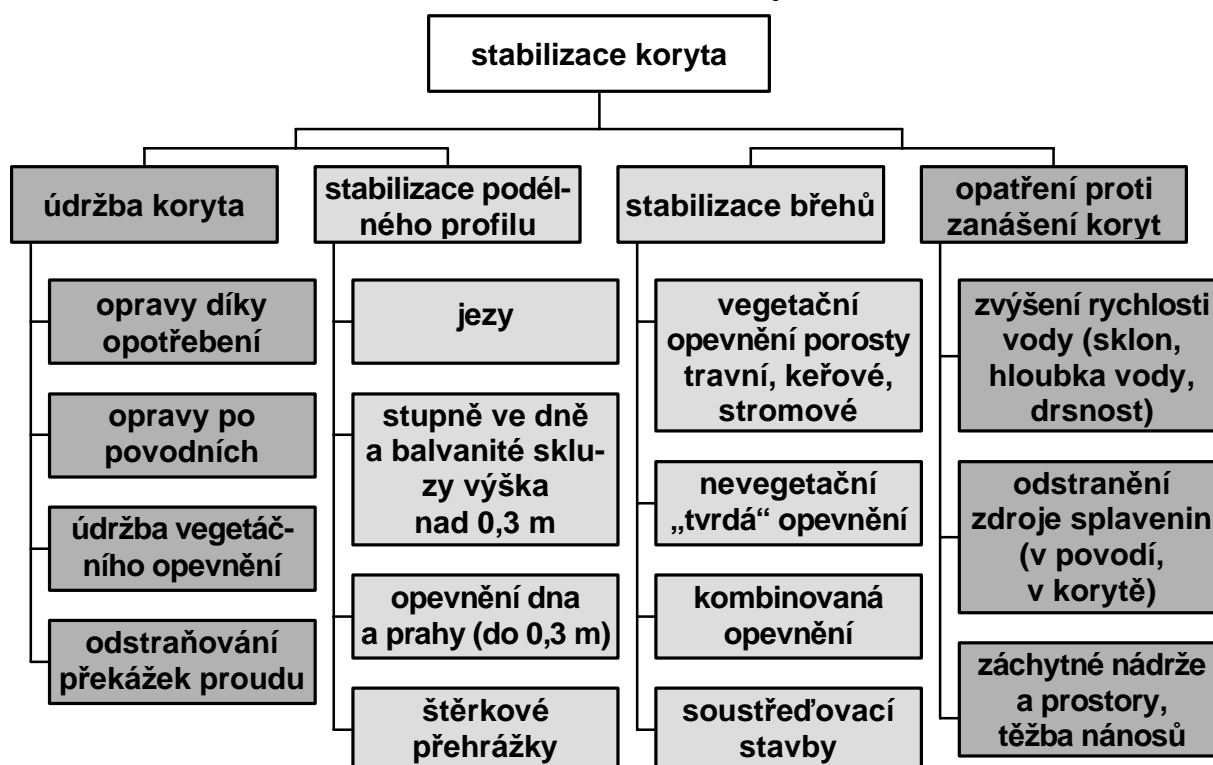 stabilizace koryta
údržba koryta
opravy díky
opotřebení
opravy po
povodních
údržba vegetáč-
ního opevnění
odstraňování
překážek proudu
stabilizace podél-
ného profilu
jezy
stupně ve dně
a balvanité sklu-
zy výška
nad 0,3 m
opevnění dna
a prahy (do 0,3 m)
štěrkové
přehrážky
stabilizace břehů
vegetační
opevnění porosty
travní, keřové,
stromové
nevegetační
„tvrdá“ opevnění
kombinovaná
opevnění
soustřeďovací
stavby
opatření proti
zanášení koryt
zvýšení rychlosti
vody (sklon,
hloubka vody,
drsnost)
odstranění
zdroje splavenin
(v povodí,
v korytě)
záchytné nádrže
a prostory,
těžba nánosů